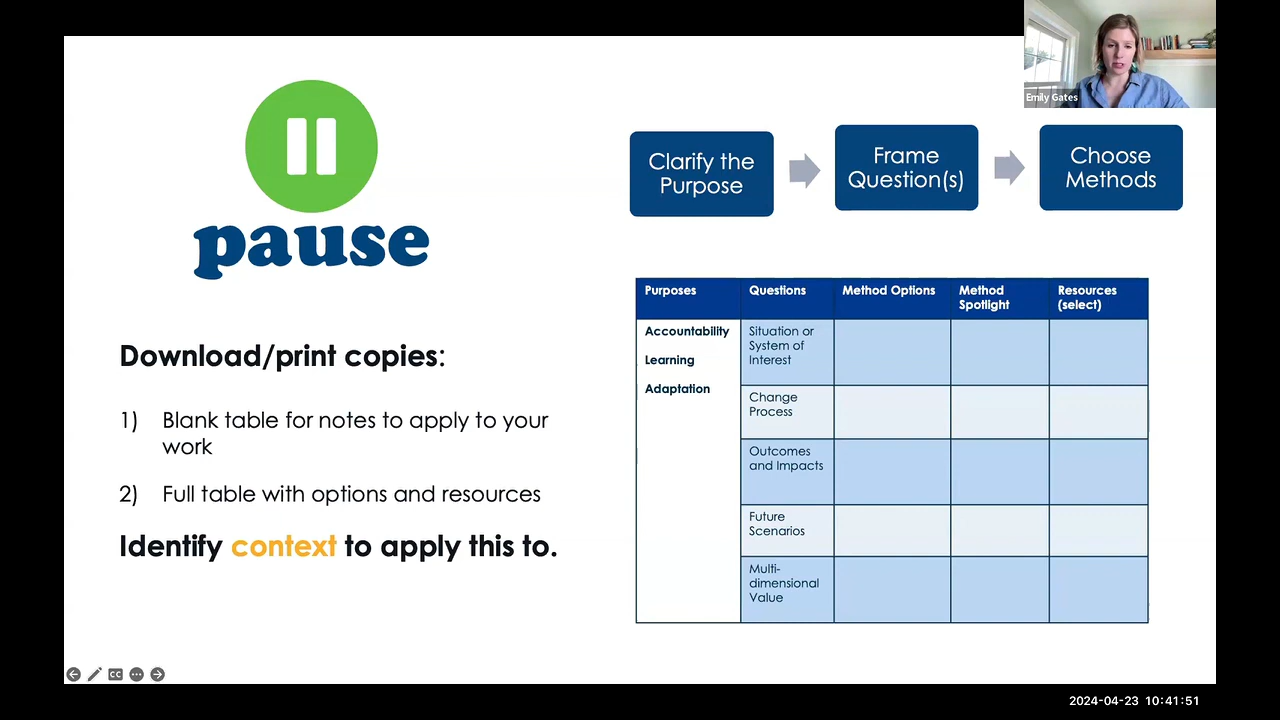 Emily Gates
pause
Download/print copies:
1) Blank table for notes to apply to your
work
2) Full table with options and resources
Identify context to apply this to.
Clarify the
Purpose
Frame
Question(s)
Choose
Methods
Purposes
Questions
Method Options
Method
Spotlight
Resources
(select)
Accountability
Learning
Adaptation
Situation or
System of
Interest
Change
Process
Outcomes
and Impacts
Future
Scenarios
Multi-
dimensional
Value
CC
2024-04-23 10:41:51